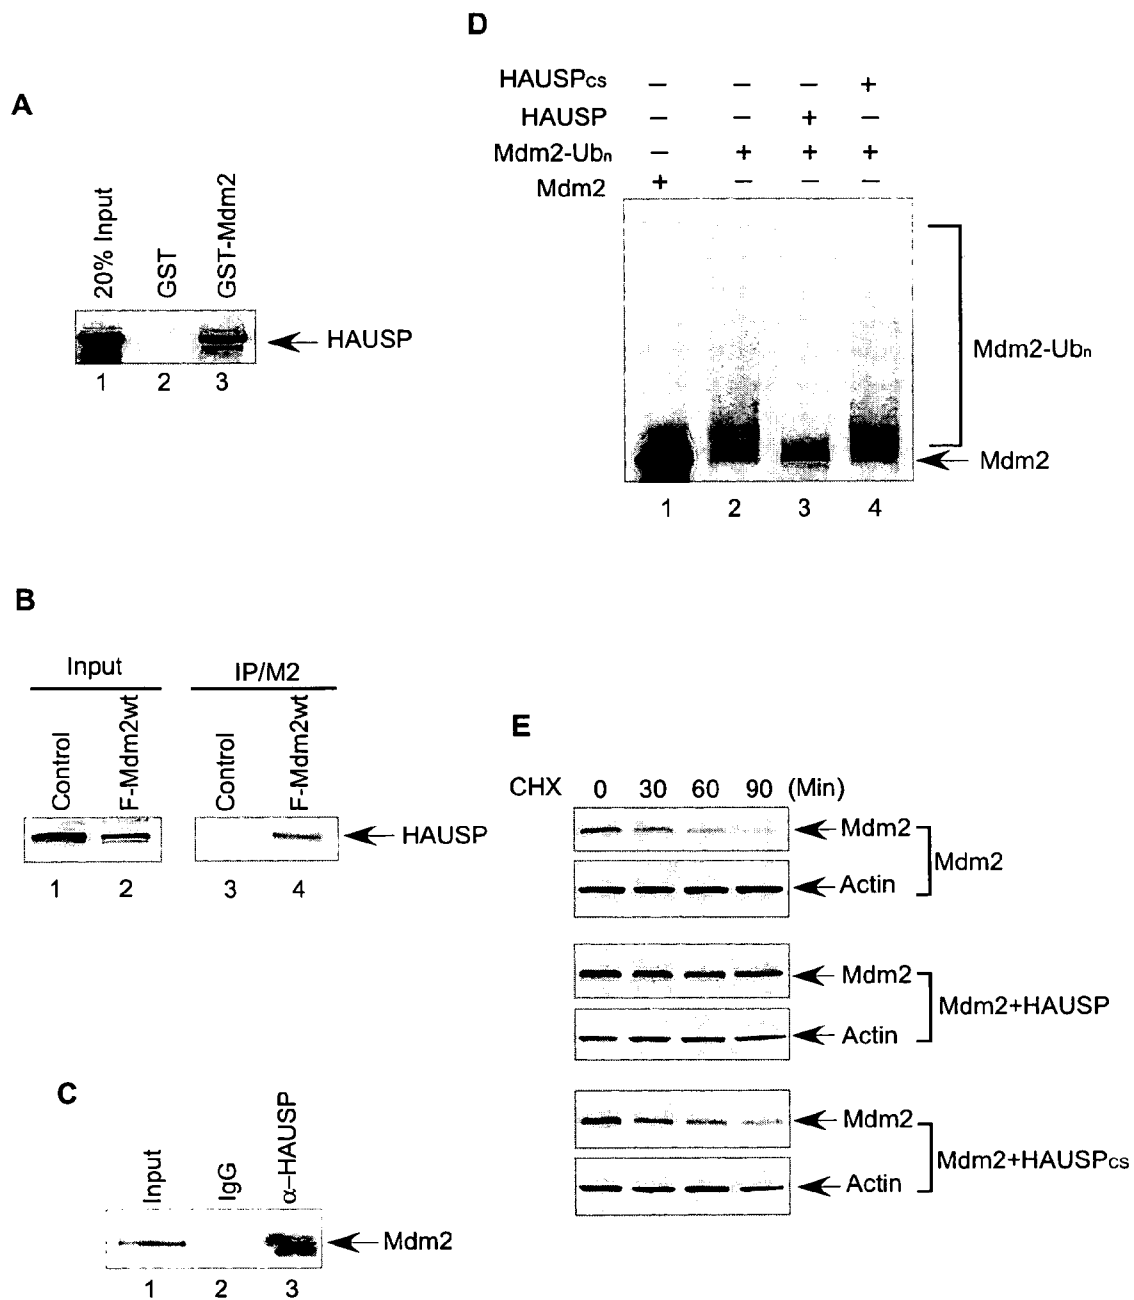 A
20% Input
GST
GST-Mdm2
HAUSP
1 2 3
B
Input IP/M2
Control
F-Mdm2wt
Control
F-Mdm2wt
HAUSP
1 2 3 4
C
Input
IgG
α–HAUSP
Mdm2
1 2 3
D
HAUSPcs – – – +
HAUSP – – + –
Mdm2-Ubn – + + +
Mdm2 + – – –
Mdm2-Ubn
Mdm2
1 2 3 4
E
CHX 0 30 60 90 (Min)
Mdm2
Actin
Mdm2
Mdm2
Actin
Mdm2+HAUSP
Mdm2
Actin
Mdm2+HAUSPcs